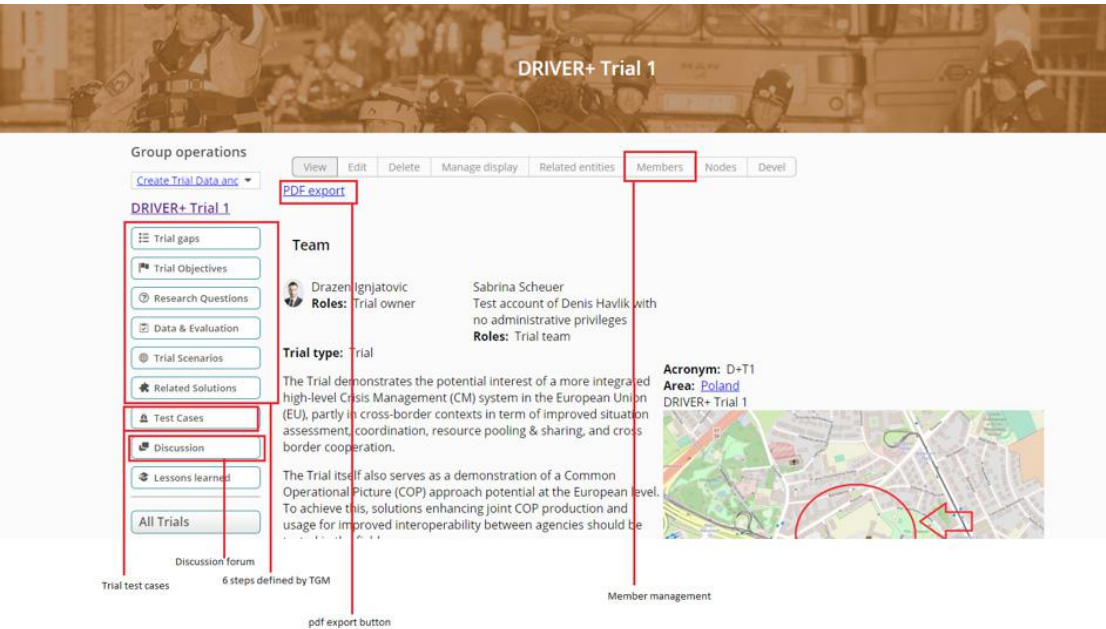 DRIVER+ Trial 1
Group operations
View Edit Delete Manage display Related entities Members Nodes Devel
Create Trial Data anc
PDF export
DRIVER+ Trial 1
Trial gaps
Trial Objectives
Research Questions
Data & Evaluation
Trial Scenarios
Related Solutions
Test Cases
Discussion
Lessons learned
All Trials
Team
Drazen Ignjatovic
Roles: Trial owner
Sabrina Scheuer
Test account of Denis Havlik with
no administrative privileges
Roles: Trial team
Trial type: Trial
The Trial demonstrates the potential interest of a more integrated
high-level Crisis Management (CM) system in the European Union
(EU), partly in cross-border contexts in term of improved situation
assessment, coordination, resource pooling & sharing, and cross
border cooperation.
The Trial itself also serves as a demonstration of a Common
Operational Picture (COP) approach potential at the European level.
To achieve this, solutions enhancing joint COP production and
usage for improved interoperability between agencies should be
Acronym: D+T1
Area: Poland
DRIVER+ Trial 1
Discussion forum
Trial test cases
6 steps defined by TGM
Member management
pdf export button